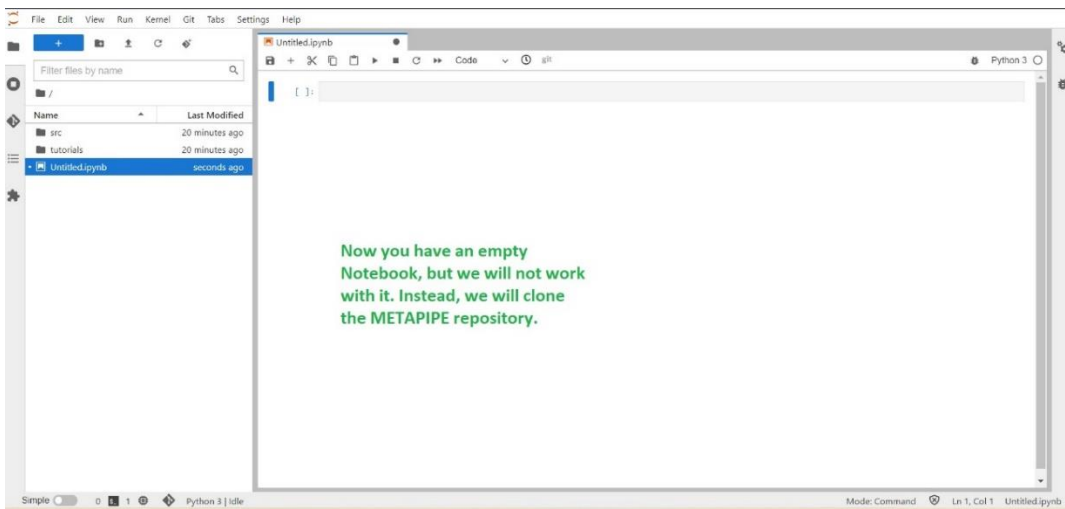 File Edit View Run Kernel Git Tabs Settings Help
Untitled.ipynb
Filter files by name
Code
git
Python 3
/
[ ]:
Name Last Modified
src 20 minutes ago
tutorials 20 minutes ago
Untitled.ipynb seconds ago
Now you have an empty
Notebook, but we will not work
with it. Instead, we will clone
the METAPIPE repository.
Simple 0 1 Python 3 | Idle Mode: Command Ln 1, Col 1 Untitled.ipynb